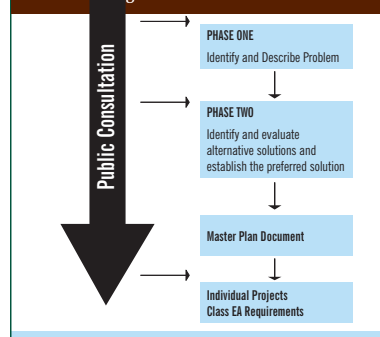 PHASE ONE
Identify and Describe Problem
Public Consultation
PHASE TWO
Identify and evaluate
alternative solutions and
establish the preferred solution
Master Plan Document
Individual Projects
Class EA Requirements